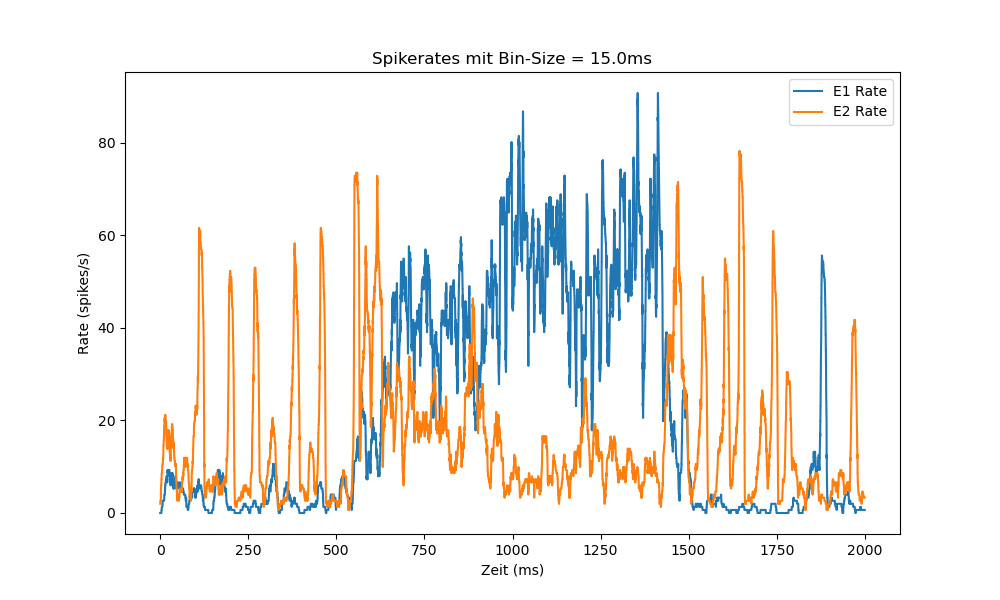 Spikerates mit Bin-Size = 15.0ms
E1 Rate
E2 Rate
80
60
40
20
0
Rate (spikes/s)
0 250 500 750 1000 1250 1500 1750 2000
Zeit (ms)